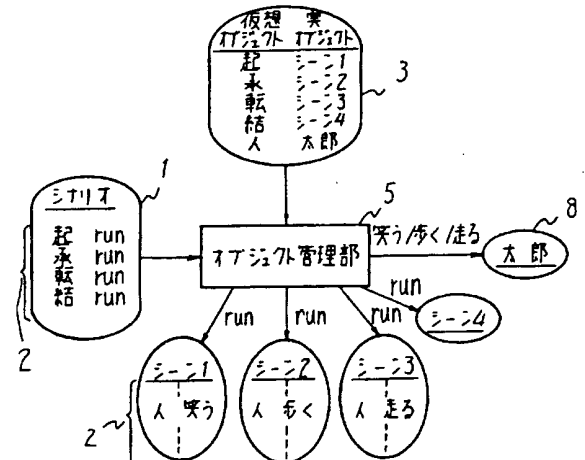 仮想 実
オブジェクト オブジェクト
起 シーン1
承 シーン2
転 シーン3
結 シーン4
人 太郎
3
1
シナリオ
起 run
承 run
転 run
結 run
2
5
オブジェクト管理部
笑う/歩く/走る
8
太郎
run
シーン4
run
run
run
シーン1
人 笑う
シーン2
人 歩く
シーン3
人 走る
2